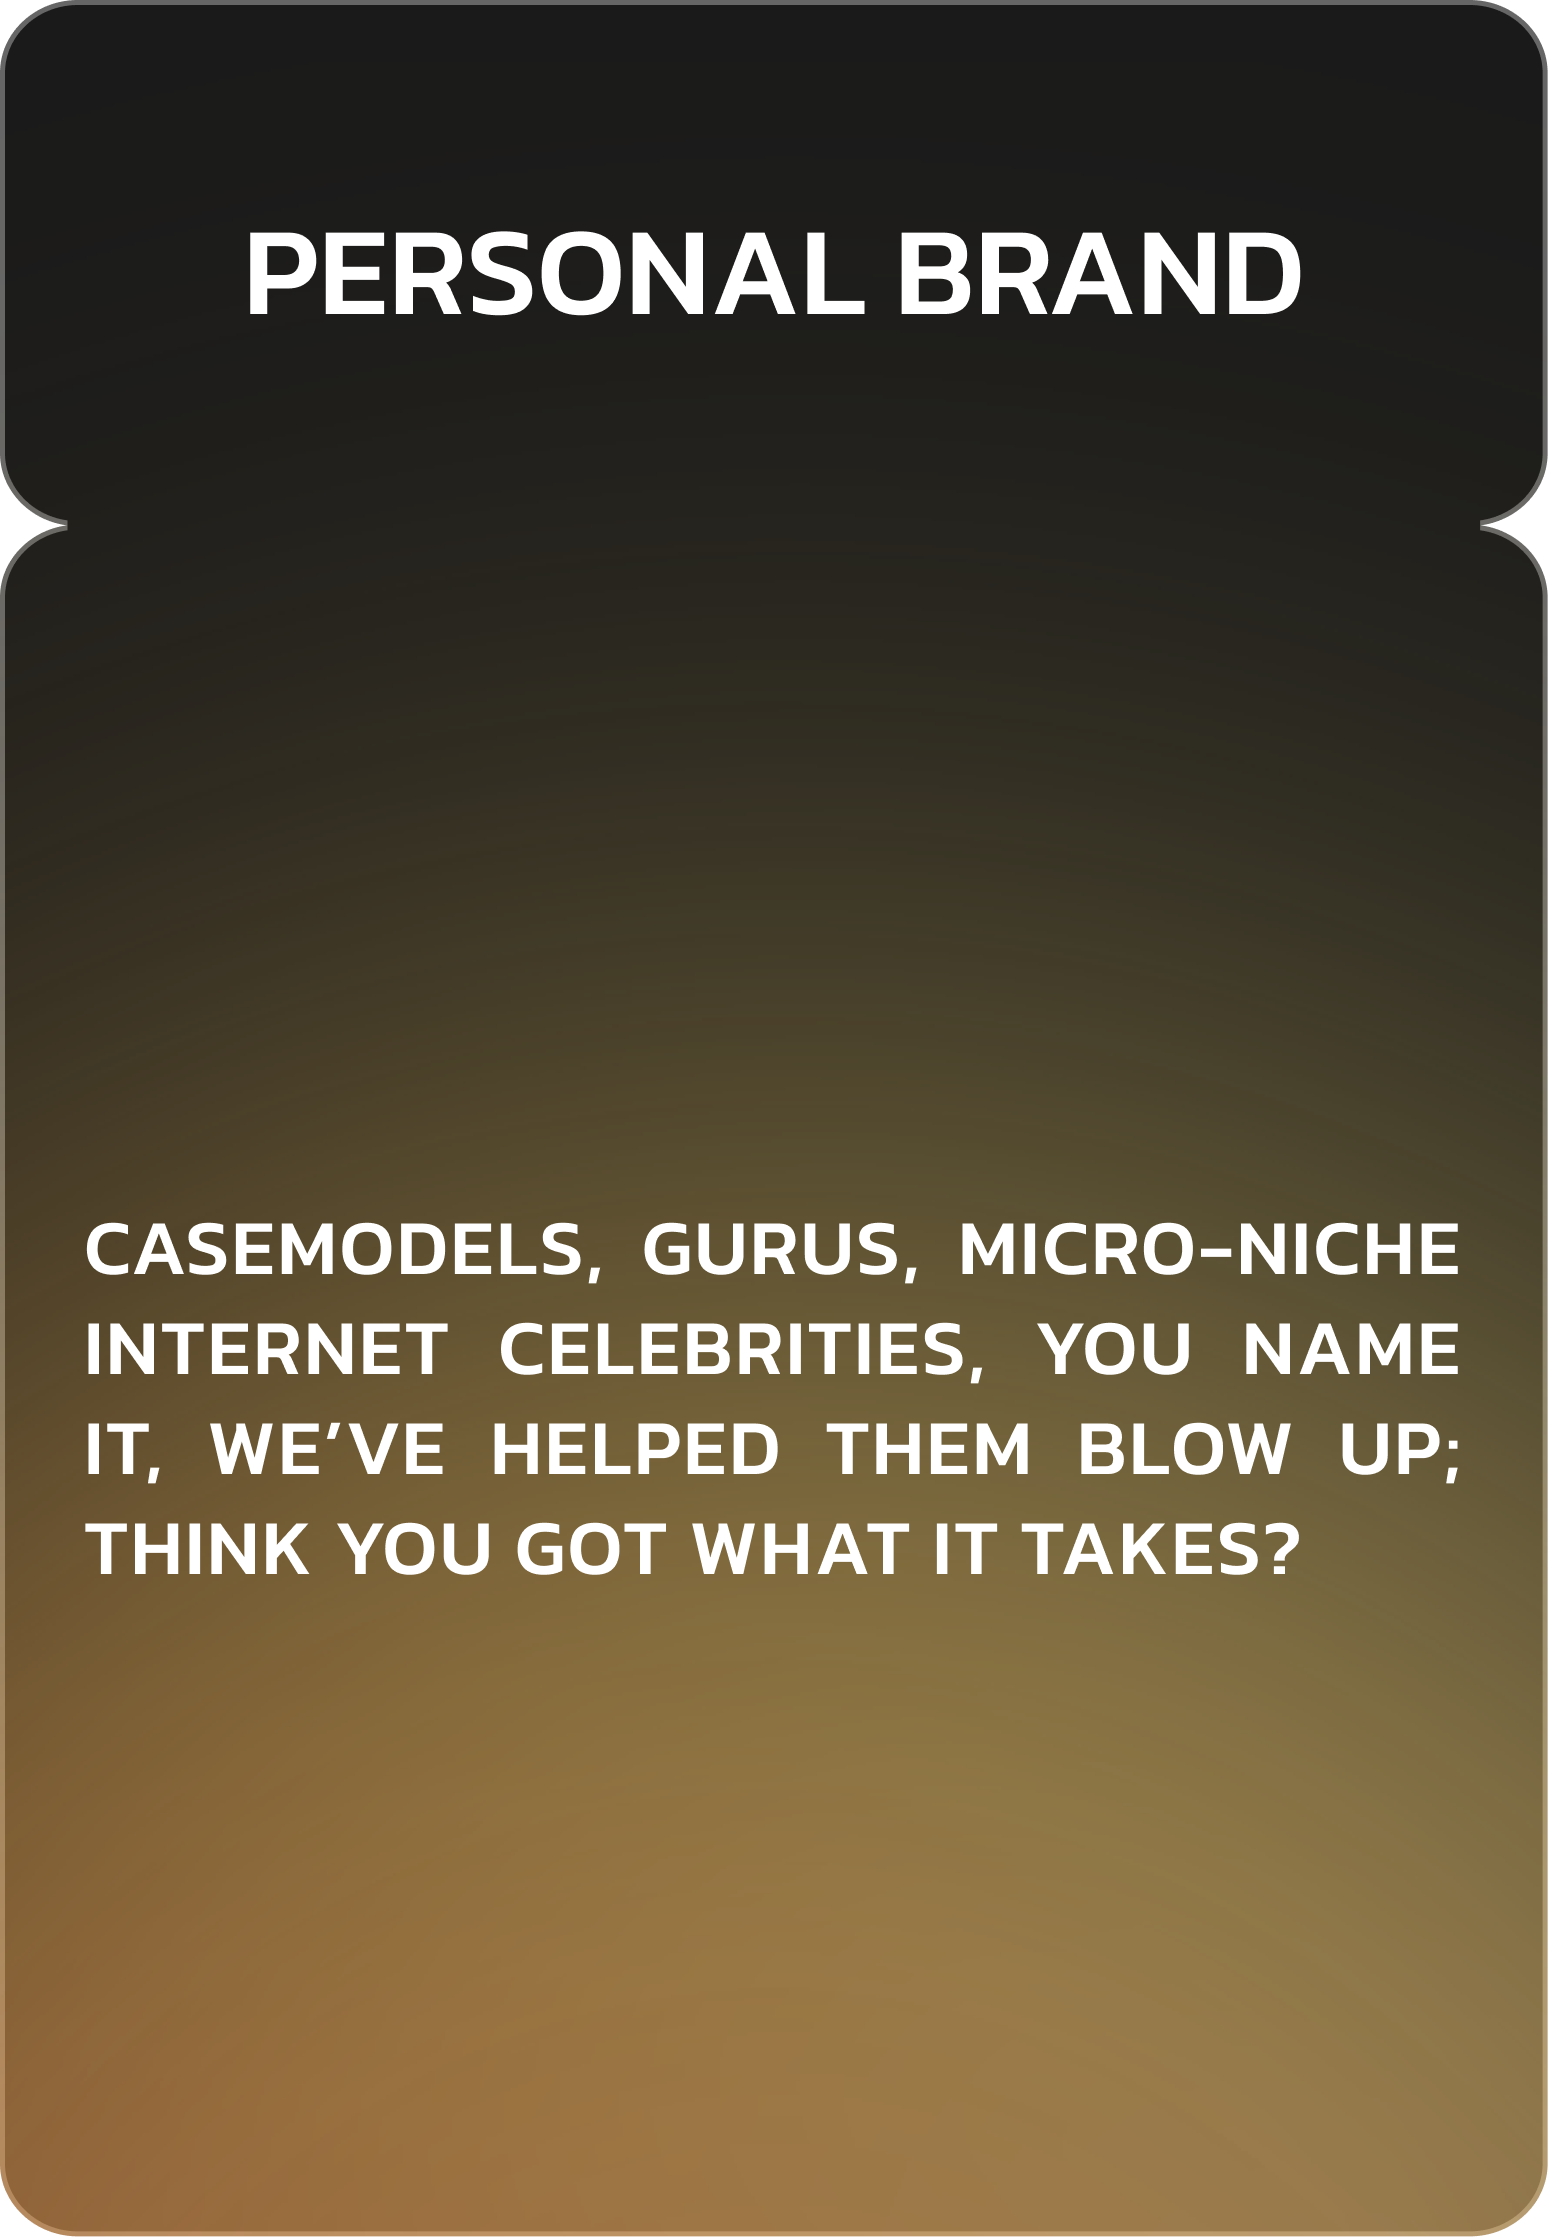 PERSONAL BRAND
CASEMODELS, GURUS, MICRO-NICHE
INTERNET CELEBRITIES, YOU NAME
IT, WE’VE HELPED THEM BLOW UP;
THINK YOU GOT WHAT IT TAKES?